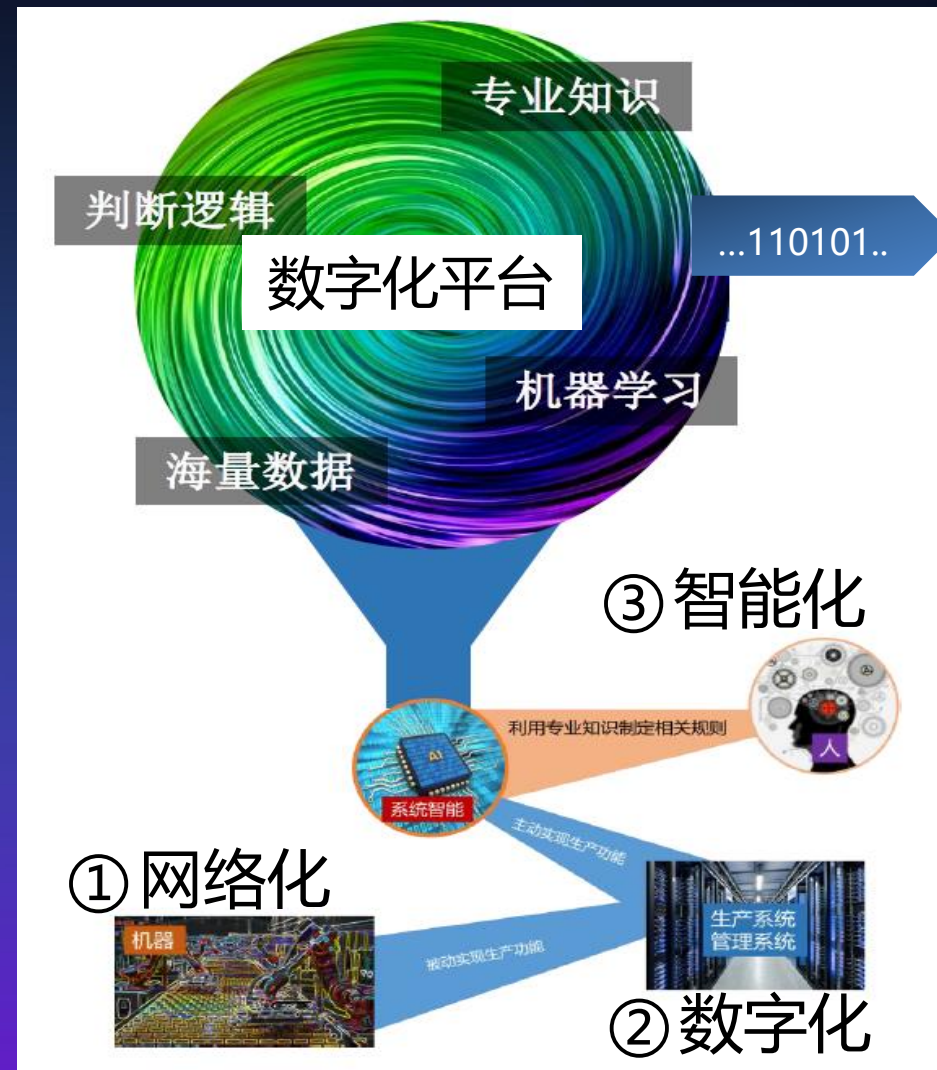 专业知识
判断逻辑
...110101..
数字化平台
机器学习
海量数据
③智能化
利用专业知识制定相关规则
人
AI
系统智能
主动实现生产功能
①网络化
机器
生产系统
管理系统
被动实现生产功能
②数字化